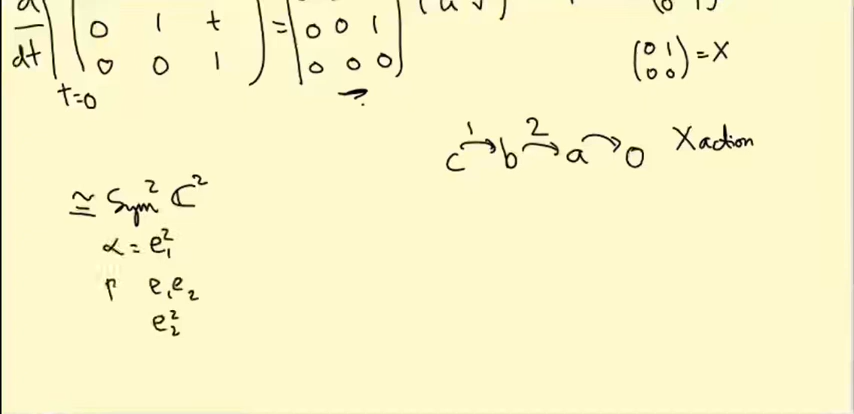 d/dt|t=0 ( 0 1 t = ( 0 0 1
0 0 1 ) 0 0 0 )
(0 1
0 0) = X
c →1 b →2 a → 0 X action
≅ Sym² ℂ²
α = e₁²
e₁e₂
e₂²